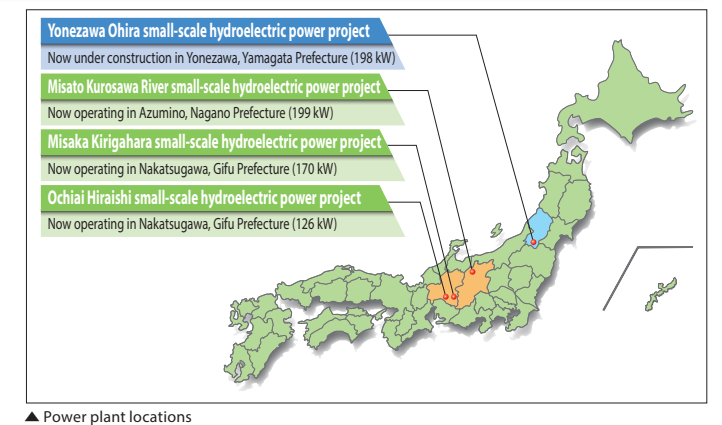 Yonezawa Ohira small-scale hydroelectric power project
Now under construction in Yonezawa, Yamagata Prefecture (198 kW)
Misato Kurosawa River small-scale hydroelectric power project
Now operating in Azumino, Nagano Prefecture (199 kW)
Misaka Kirigahara small-scale hydroelectric power project
Now operating in Nakatsugawa, Gifu Prefecture (170 kW)
Ochiai Hiraishi small-scale hydroelectric power project
Now operating in Nakatsugawa, Gifu Prefecture (126 kW)
▲ Power plant locations